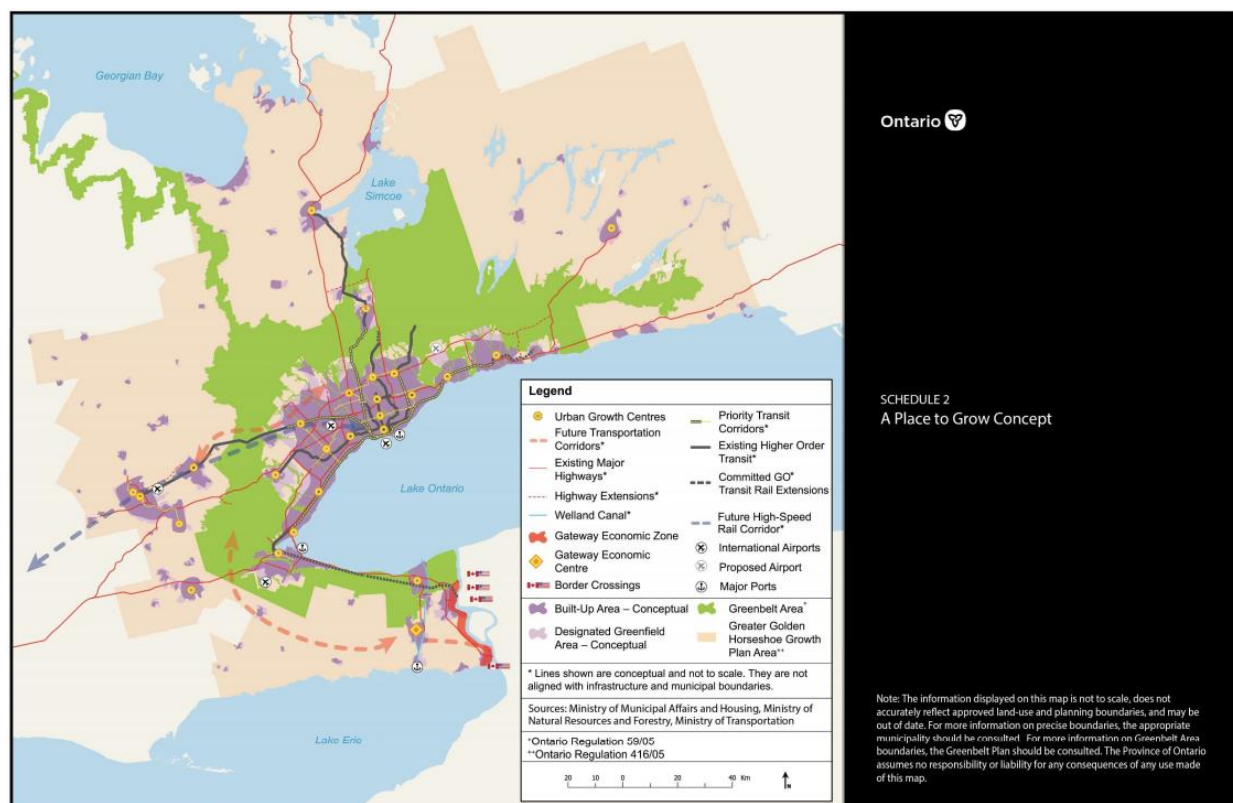 Georgian Bay
Lake
Simcoe
Lake Ontario
Lake Erie
Legend
Urban Growth Centres
Future Transportation
Corridors*
Existing Major
Highways*
Highway Extensions*
Welland Canal*
Gateway Economic Zone
Gateway Economic
Centre
Border Crossings
Priority Transit
Corridors*
Existing Higher Order
Transit*
Committed GO*
Transit Rail Extensions
Future High-Speed
Rail Corridor*
International Airports
Proposed Airport
Major Ports
Built-Up Area – Conceptual
Designated Greenfield
Area – Conceptual
Greenbelt Area+
Greater Golden
Horseshoe Growth
Plan Area++
* Lines shown are conceptual and not to scale. They are not
aligned with infrastructure and municipal boundaries.
Sources: Ministry of Municipal Affairs and Housing, Ministry of
Natural Resources and Forestry, Ministry of Transportation
+Ontario Regulation 59/05
++Ontario Regulation 416/05
20 10 0 20 40 Km
N
Ontario
SCHEDULE 2
A Place to Grow Concept
Note: The information displayed on this map is not to scale, does not
accurately reflect approved land-use and planning boundaries, and may be
out of date. For more information on precise boundaries, the appropriate
municipality should be consulted. For more information on Greenbelt Area
boundaries, the Greenbelt Plan should be consulted. The Province of Ontario
assumes no responsibility or liability for any consequences of any use made
of this map.